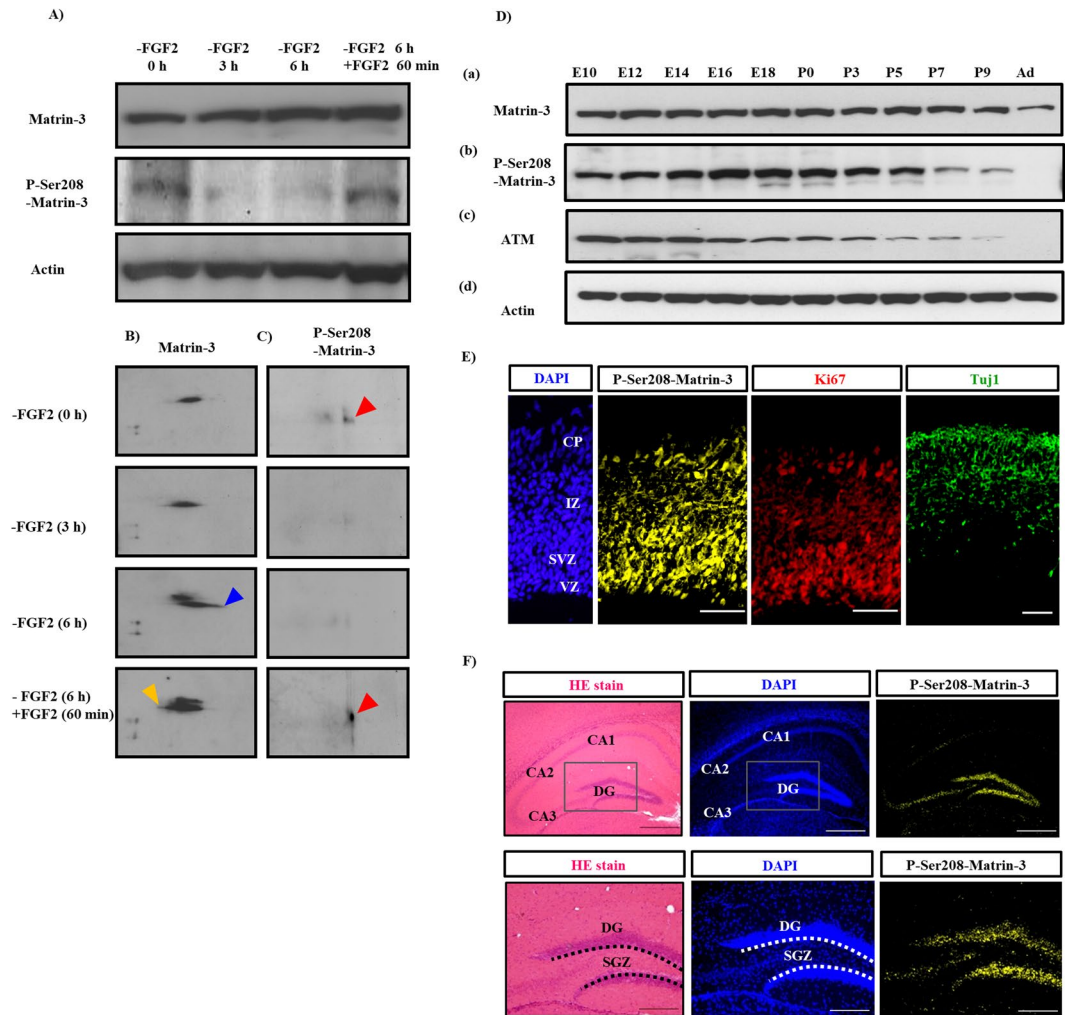 A)
-FGF2 -FGF2 -FGF2 -FGF2 6 h
0 h 3 h 6 h +FGF2 60 min
Matrin-3
P-Ser208
-Matrin-3
Actin
B)
Matrin-3
C)
P-Ser208
-Matrin-3
-FGF2 (0 h)
-FGF2 (3 h)
-FGF2 (6 h)
- FGF2 (6 h)
+FGF2 (60 min)
D)
(a)
E10 E12 E14 E16 E18 P0 P3 P5 P7 P9 Ad
Matrin-3
(b)
P-Ser208
-Matrin-3
(c)
ATM
(d)
Actin
E)
DAPI P-Ser208-Matrin-3 Ki67 Tuj1
CP
IZ
SVZ
VZ
F)
HE stain DAPI P-Ser208-Matrin-3
CA1 CA1
CA2 CA2
DG DG
CA3 CA3
HE stain DAPI P-Ser208-Matrin-3
DG DG
SGZ SGZ